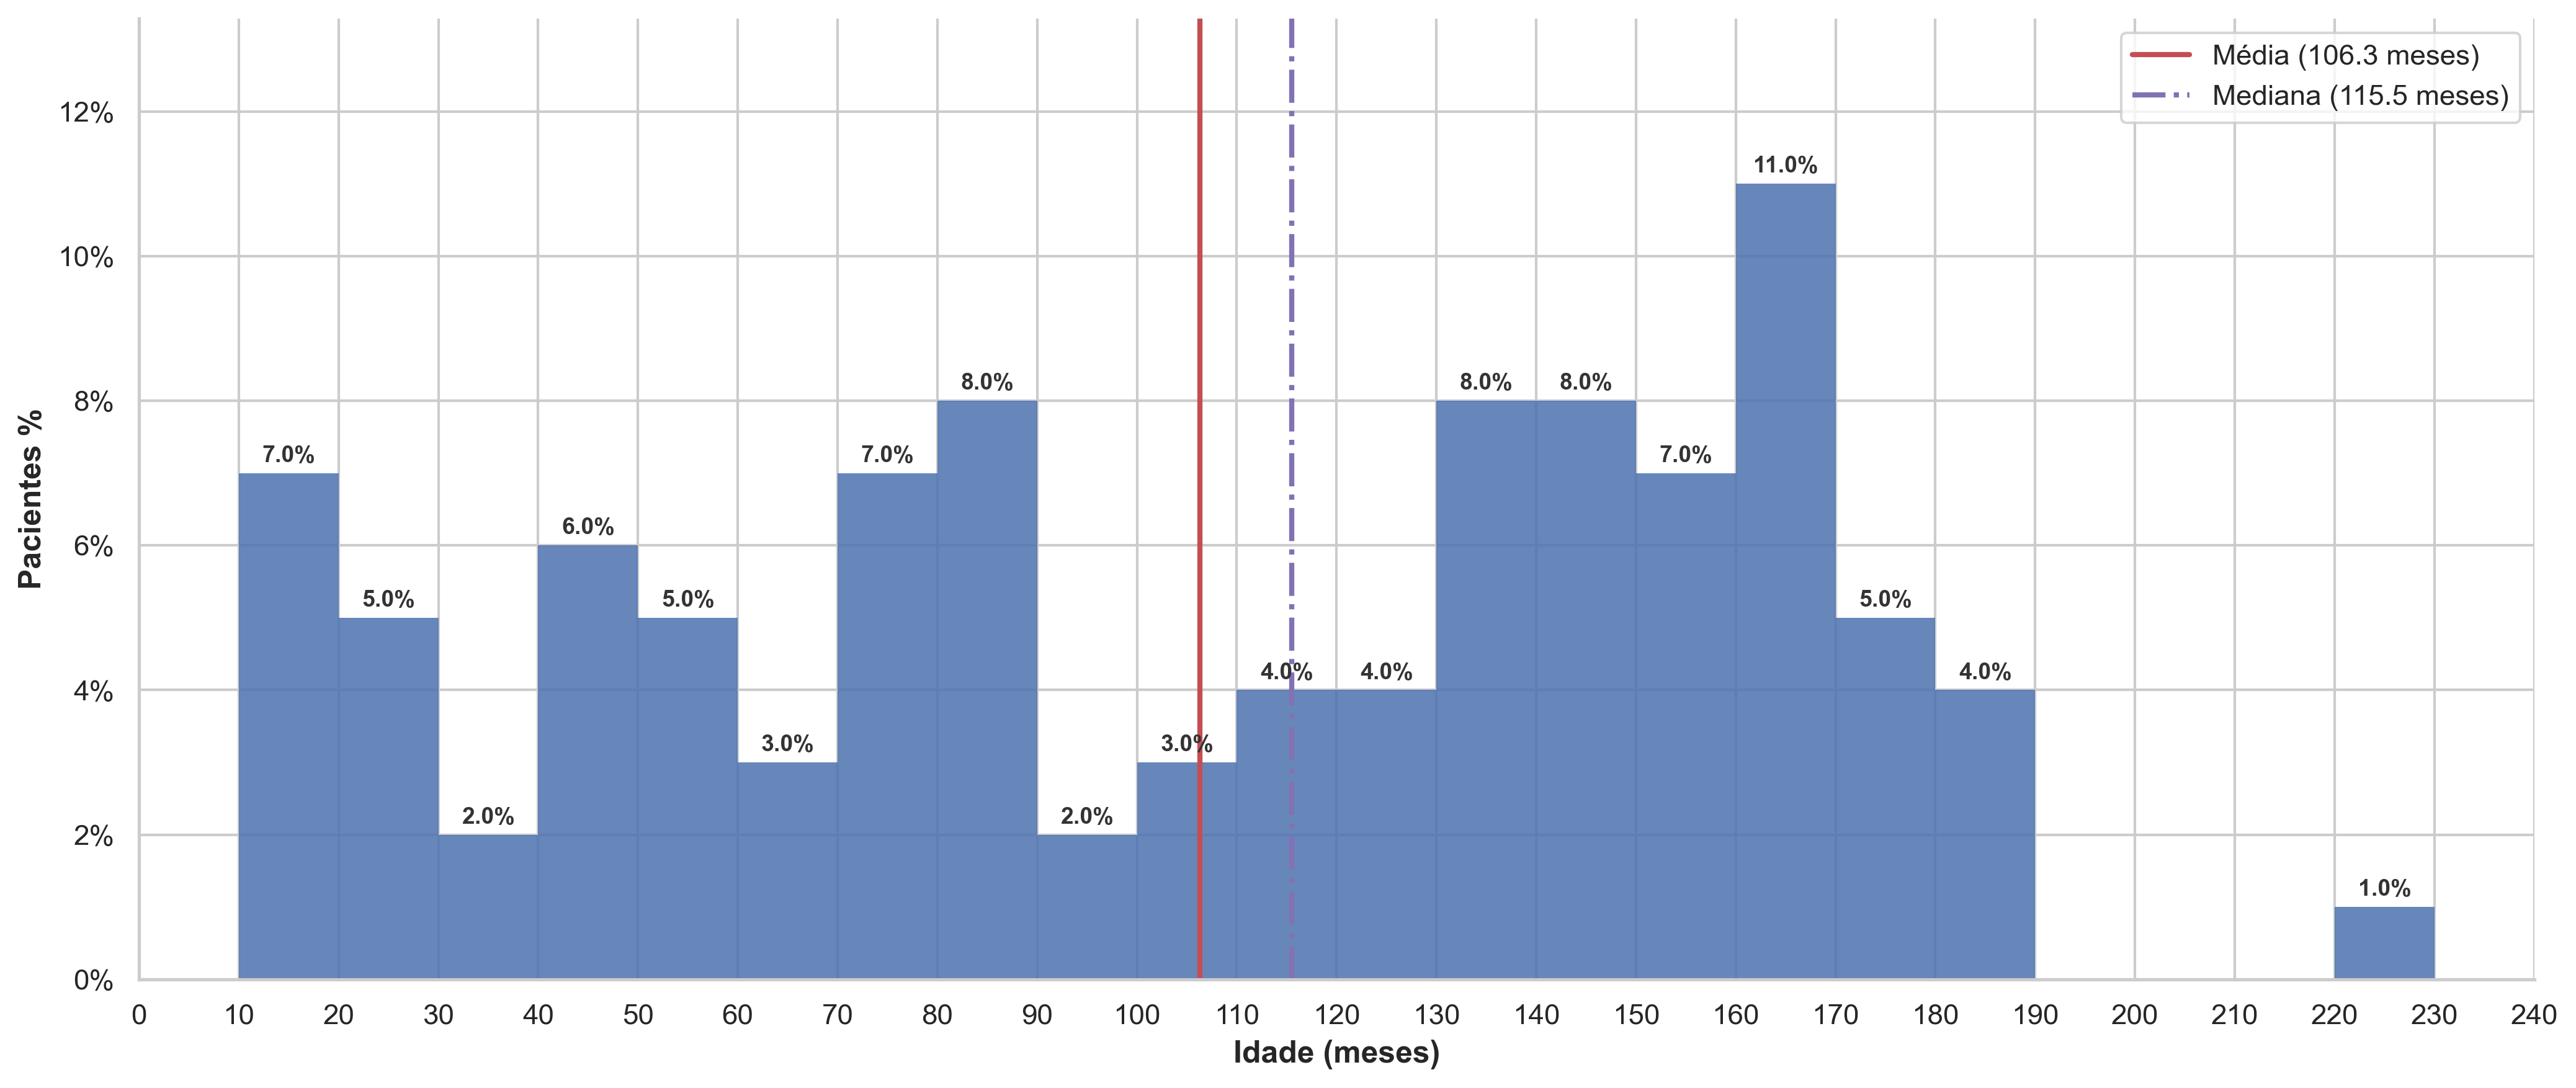 Média (106.3 meses)
Mediana (115.5 meses)
12%
11.0%
10%
8.0% 8.0% 8.0%
8%
7.0% 7.0% 7.0%
6.0%
6%
5.0% 5.0% 5.0%
4.0% 4.0% 4.0%
4%
3.0% 3.0%
2.0% 2.0%
2%
1.0%
0%
Pacientes %
0 10 20 30 40 50 60 70 80 90 100 110 120 130 140 150 160 170 180 190 200 210 220 230 240
Idade (meses)